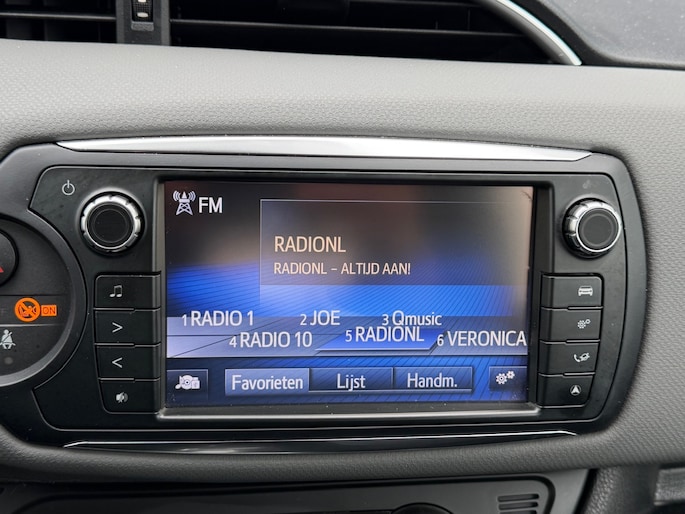 FM
RADIONL
RADIONL – ALTIJD AAN!
1 RADIO 1 2 JOE 3 Qmusic
4 RADIO 10 5 RADIONL 6 VERONICA
Favorieten Lijst Handm.
ON